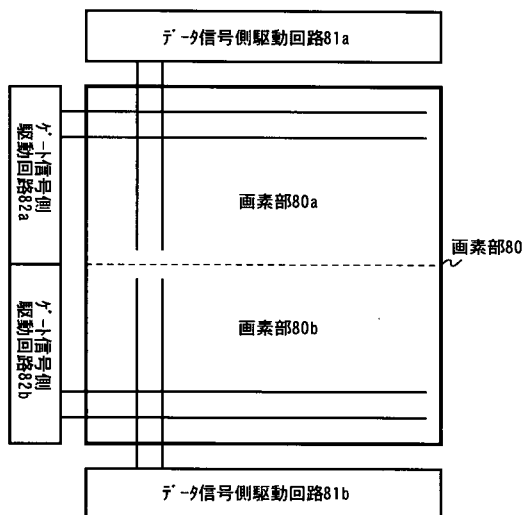 データ信号側駆動回路81a
ゲート信号側
駆動回路82a
画素部80a
画素部80
画素部80b
ゲート信号側
駆動回路82b
データ信号側駆動回路81b